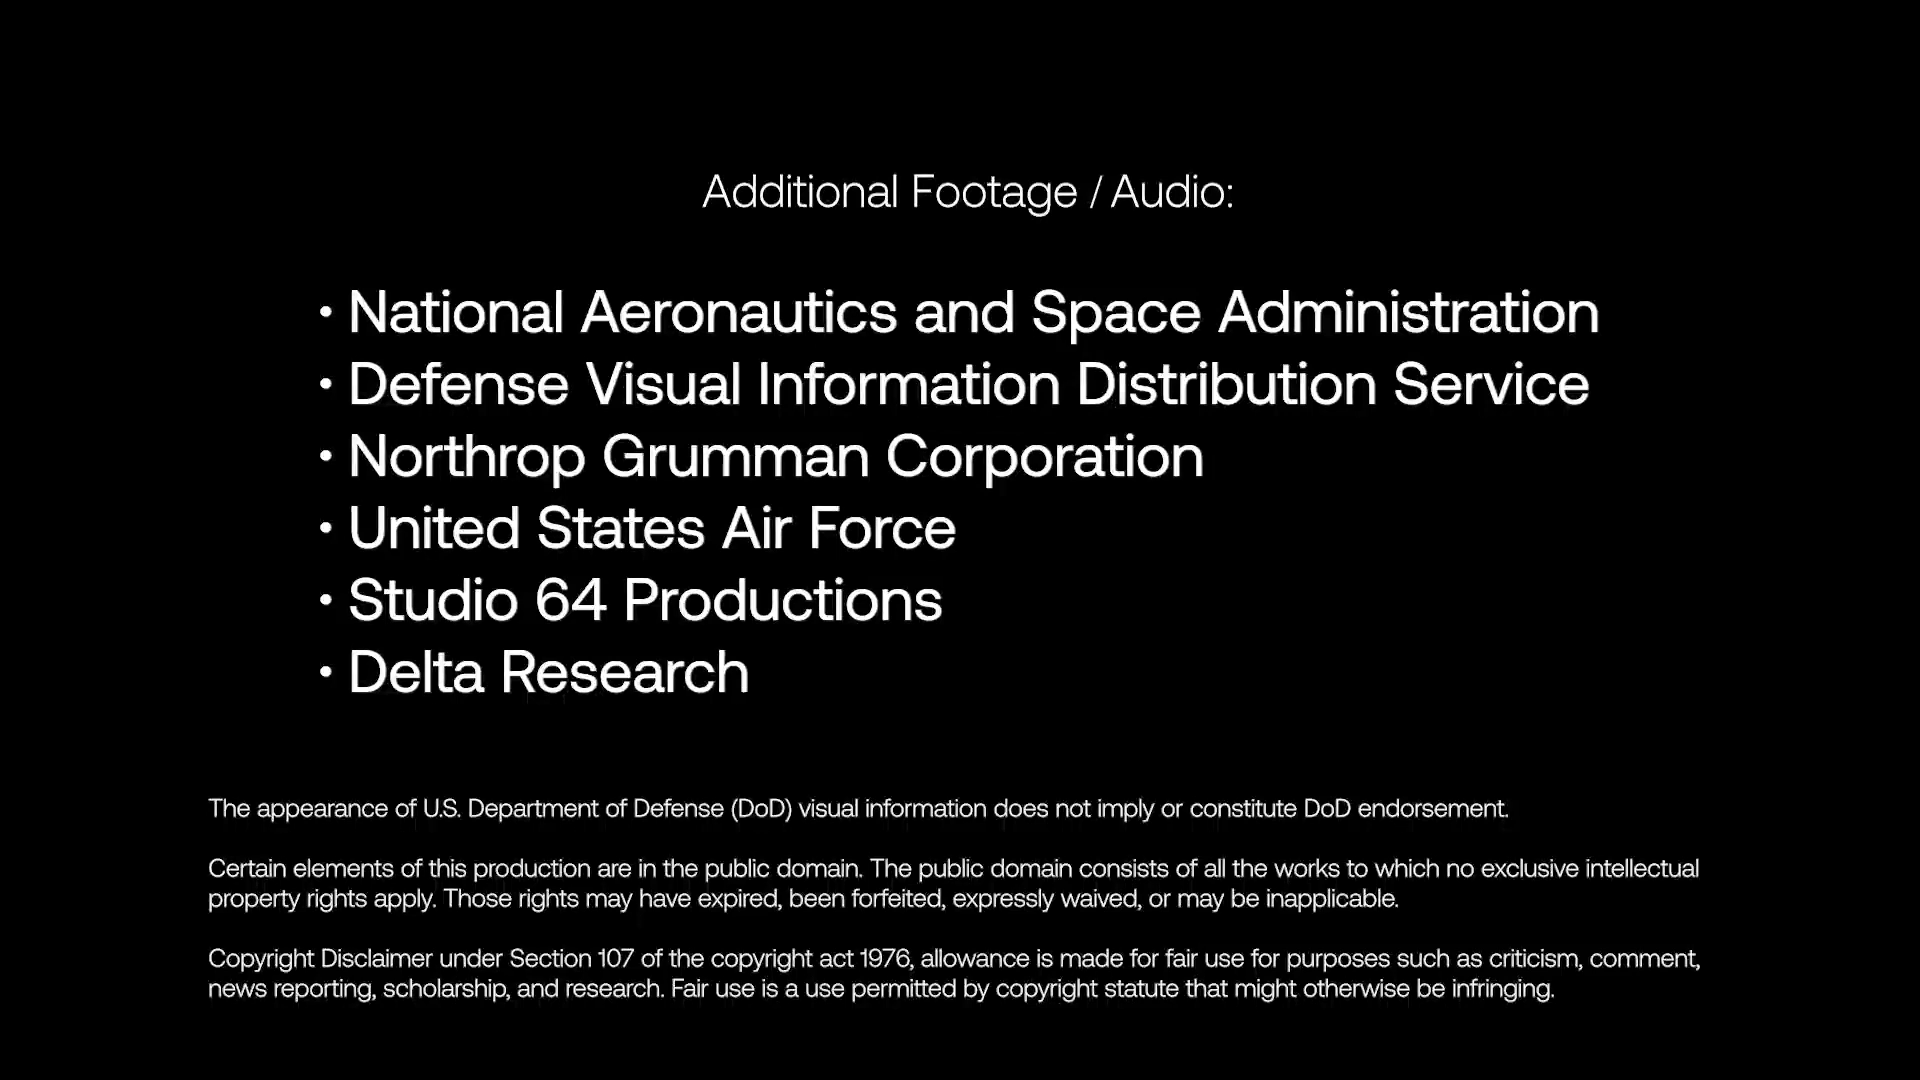 Additional Footage / Audio:
• National Aeronautics and Space Administration
• Defense Visual Information Distribution Service
• Northrop Grumman Corporation
• United States Air Force
• Studio 64 Productions
• Delta Research
The appearance of U.S. Department of Defense (DoD) visual information does not imply or constitute DoD endorsement.
Certain elements of this production are in the public domain. The public domain consists of all the works to which no exclusive intellectual
property rights apply. Those rights may have expired, been forfeited, expressly waived, or may be inapplicable.
Copyright Disclaimer under Section 107 of the copyright act 1976, allowance is made for fair use for purposes such as criticism, comment,
news reporting, scholarship, and research. Fair use is a use permitted by copyright statute that might otherwise be infringing.